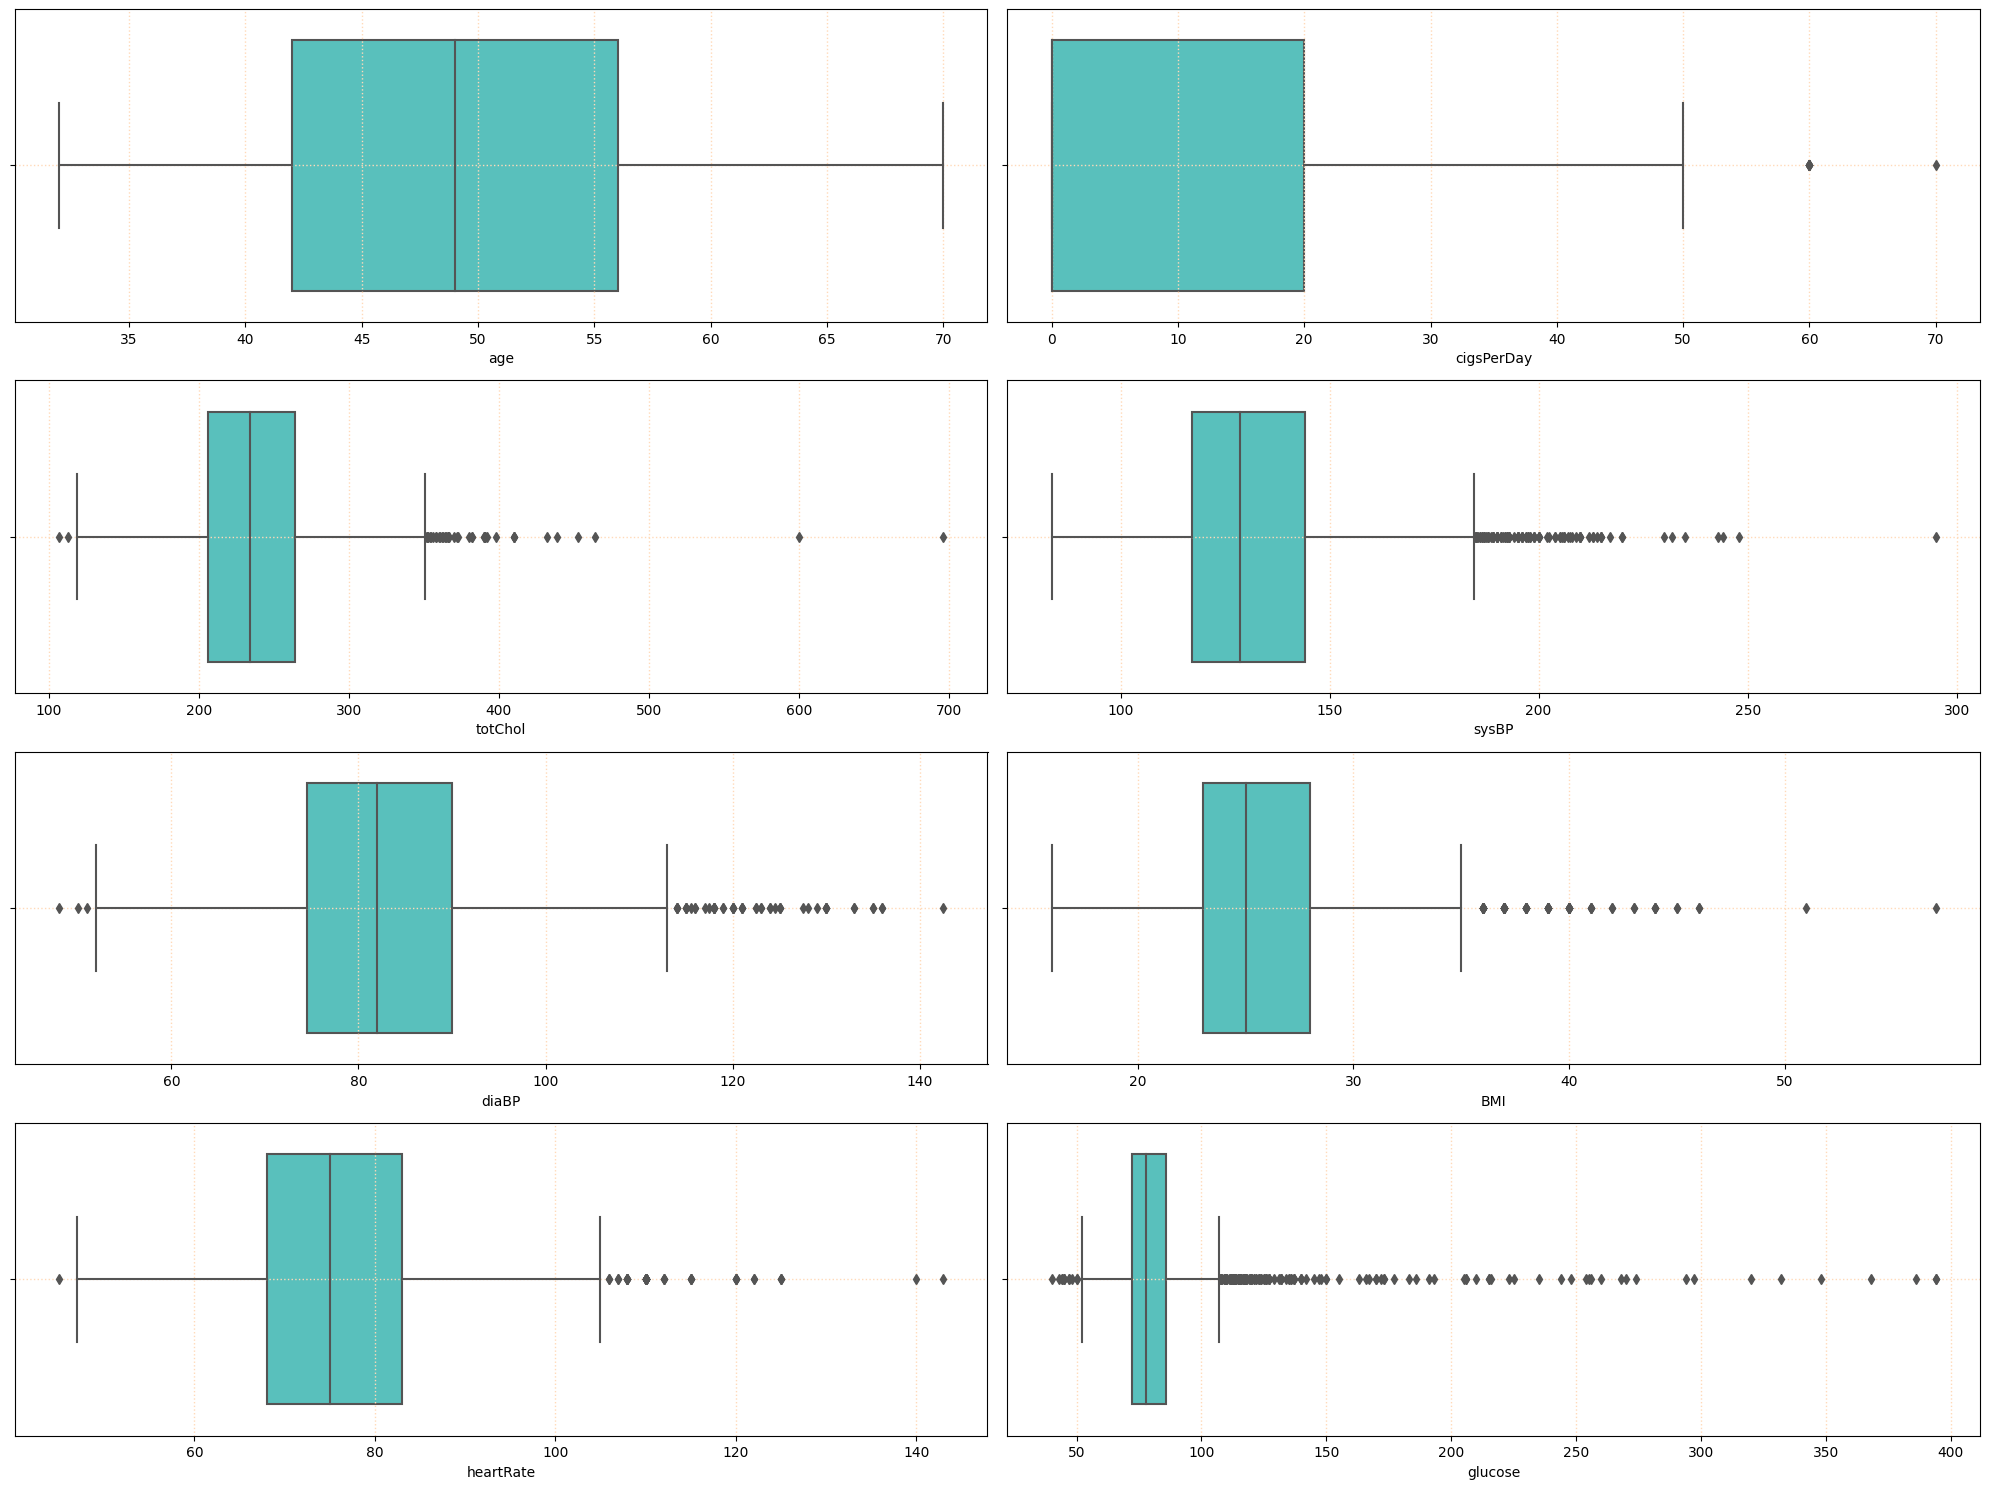 35 40 45 50 55 60 65 70
age
0 10 20 30 40 50 60 70
cigsPerDay
100 200 300 400 500 600 700
totChol
100 150 200 250 300
sysBP
60 80 100 120 140
diaBP
20 30 40 50
BMI
60 80 100 120 140
heartRate
50 100 150 200 250 300 350 400
glucose